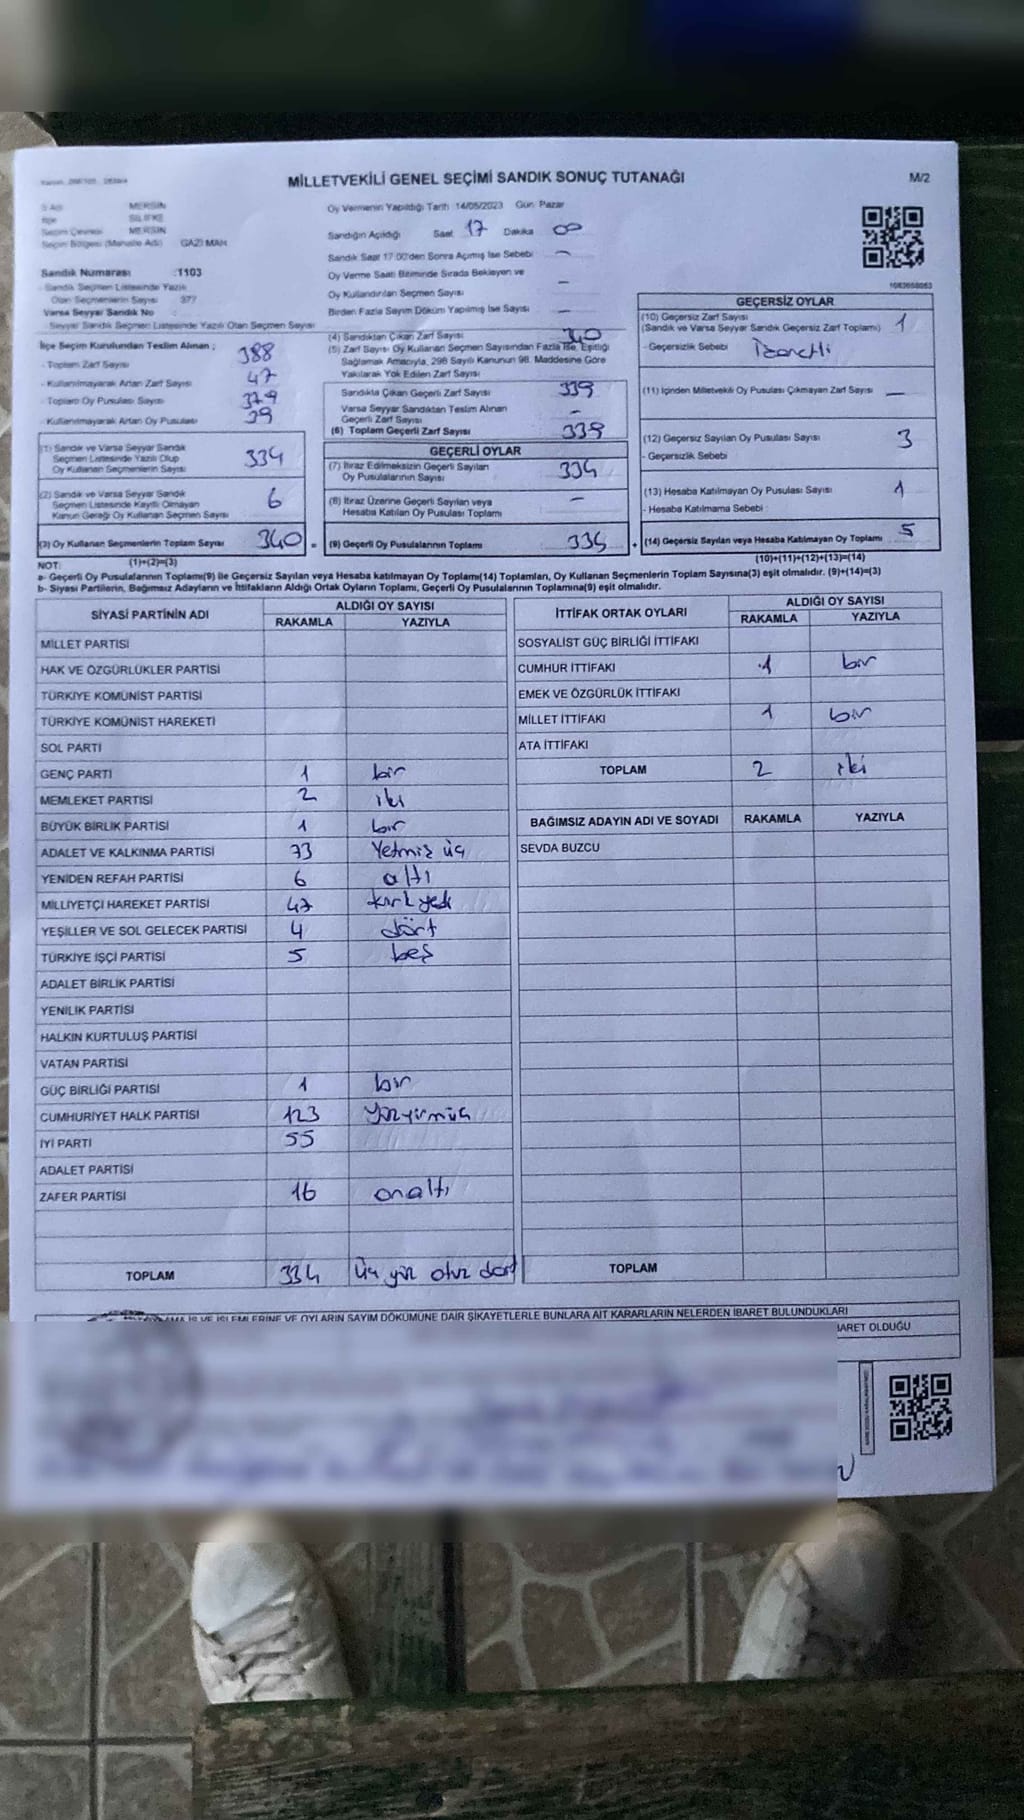 MİLLETVEKİLİ GENEL SEÇİMİ SANDIK SONUÇ TUTANAĞI
M/2
MERSİN
SİLİFKE
Seçim Çevresi MERSİN
Seçim Bölgesi (Mahalle Adı) GAZİ MAH.
Oy Vermenin Yapıldığı Tarih 14/05/2023 Gün: Pazar
Sandığın Açıldığı Saat 17 Dakika 00
Sandık Saat 17:00'den Sonra Açılmış İse Sebebi —
Oy Verme Saati Bitiminde Sırada Bekleyen ve
Oy Kullandırılan Seçmen Sayısı —
Birden Fazla Sayım Döküm Yapılmış İse Sayısı —
Sandık Numarası :1103
Sandık Seçmen Listesinde Yazılı
Olan Seçmenlerin Sayısı 377
Varsa Seyyar Sandık No
Seyyar Sandık Seçmen Listesinde Yazılı Olan Seçmen Sayısı
İlçe Seçim Kurulundan Teslim Alınan ;
- Toplam Zarf Sayısı 388
- Kullanılmayarak Artan Zarf Sayısı 47
- Toplam Oy Pusulası Sayısı 379
- Kullanılmayarak Artan Oy Pusulası 39
(1) Sandık ve Varsa Seyyar Sandık
Seçmen Listesinde Yazılı Olup
Oy Kullanan Seçmenlerin Sayısı 334
(2) Sandık ve Varsa Seyyar Sandık
Seçmen Listesinde Kayıtlı Olmayan
Kanun Gereği Oy Kullanan Seçmen Sayısı 6
(3) Oy Kullanan Seçmenlerin Toplam Sayısı 340 =
(1)+(2)=(3)
(4) Sandıktan Çıkan Zarf Sayısı 340
(5) Zarf Sayısı Oy Kullanan Seçmen Sayısından Fazla İse, Eşitliği
Sağlamak Amacıyla, 298 Sayılı Kanunun 98. Maddesine Göre
Yakılarak Yok Edilen Zarf Sayısı
Sandıkta Çıkan Geçerli Zarf Sayısı 339
Varsa Seyyar Sandıktan Teslim Alınan
Geçerli Zarf Sayısı —
(6) Toplam Geçerli Zarf Sayısı 339
GEÇERLİ OYLAR
(7) İtiraz Edilmeksizin Geçerli Sayılan
Oy Pusulalarının Sayısı 334
(8) İtiraz Üzerine Geçerli Sayılan veya
Hesaba Katılan Oy Pusulası Toplamı —
(9) Geçerli Oy Pusulalarının Toplamı 334 +
GEÇERSİZ OYLAR
(10) Geçersiz Zarf Sayısı
(Sandık ve Varsa Seyyar Sandık Geçersiz Zarf Toplamı) 1
- Geçersizlik Sebebi İşaretli
(11) İçinden Milletvekili Oy Pusulası Çıkmayan Zarf Sayısı —
(12) Geçersiz Sayılan Oy Pusulası Sayısı 3
- Geçersizlik Sebebi
(13) Hesaba Katılmayan Oy Pusulası Sayısı 1
- Hesaba Katılmama Sebebi
(14) Geçersiz Sayılan veya Hesaba Katılmayan Oy Toplamı 5
(10)+(11)+(12)+(13)=(14)
NOT:
a- Geçerli Oy Pusulalarının Toplamı(9) ile Geçersiz Sayılan veya Hesaba katılmayan Oy Toplamı(14) Toplamları, Oy Kullanan Seçmenlerin Toplam Sayısına(3) eşit olmalıdır. (9)+(14)=(3)
b- Siyasi Partilerin, Bağımsız Adayların ve İttifakların Aldığı Ortak Oyların Toplamı, Geçerli Oy Pusulalarının Toplamına(9) eşit olmalıdır.
SİYASİ PARTİNİN ADI ALDIĞI OY SAYISI
RAKAMLA YAZIYLA
MİLLET PARTİSİ
HAK VE ÖZGÜRLÜKLER PARTİSİ
TÜRKİYE KOMÜNİST PARTİSİ
TÜRKİYE KOMÜNİST HAREKETİ
SOL PARTİ
GENÇ PARTİ 1 bir
MEMLEKET PARTİSİ 2 iki
BÜYÜK BİRLİK PARTİSİ 1 bir
ADALET VE KALKINMA PARTİSİ 73 Yetmiş üç
YENİDEN REFAH PARTİSİ 6 altı
MİLLİYETÇİ HAREKET PARTİSİ 47 kırk yedi
YEŞİLLER VE SOL GELECEK PARTİSİ 4 dört
TÜRKİYE İŞÇİ PARTİSİ 5 beş
ADALET BİRLİK PARTİSİ
YENİLİK PARTİSİ
HALKIN KURTULUŞ PARTİSİ
VATAN PARTİSİ
GÜÇ BİRLİĞİ PARTİSİ 1 bir
CUMHURİYET HALK PARTİSİ 123
İYİ PARTİ 55
ADALET PARTİSİ
ZAFER PARTİSİ 16 onaltı
TOPLAM 334 Üç yüz otuz dört
İTTİFAK ORTAK OYLARI ALDIĞI OY SAYISI
RAKAMLA YAZIYLA
SOSYALİST GÜÇ BİRLİĞİ İTTİFAKI
CUMHUR İTTİFAKI 1 bir
EMEK VE ÖZGÜRLÜK İTTİFAKI
MİLLET İTTİFAKI 1 bir
ATA İTTİFAKI
TOPLAM 2 iki
BAĞIMSIZ ADAYIN ADI VE SOYADI RAKAMLA YAZIYLA
SEVDA BUZCU
TOPLAM
İŞ VE İŞLEMLERİNE VE OYLARIN SAYIM DÖKÜMÜNE DAİR ŞİKAYETLERLE BUNLARA AİT KARARLARIN NELERDEN İBARET BULUNDUKLARI
İBARET OLDUĞU